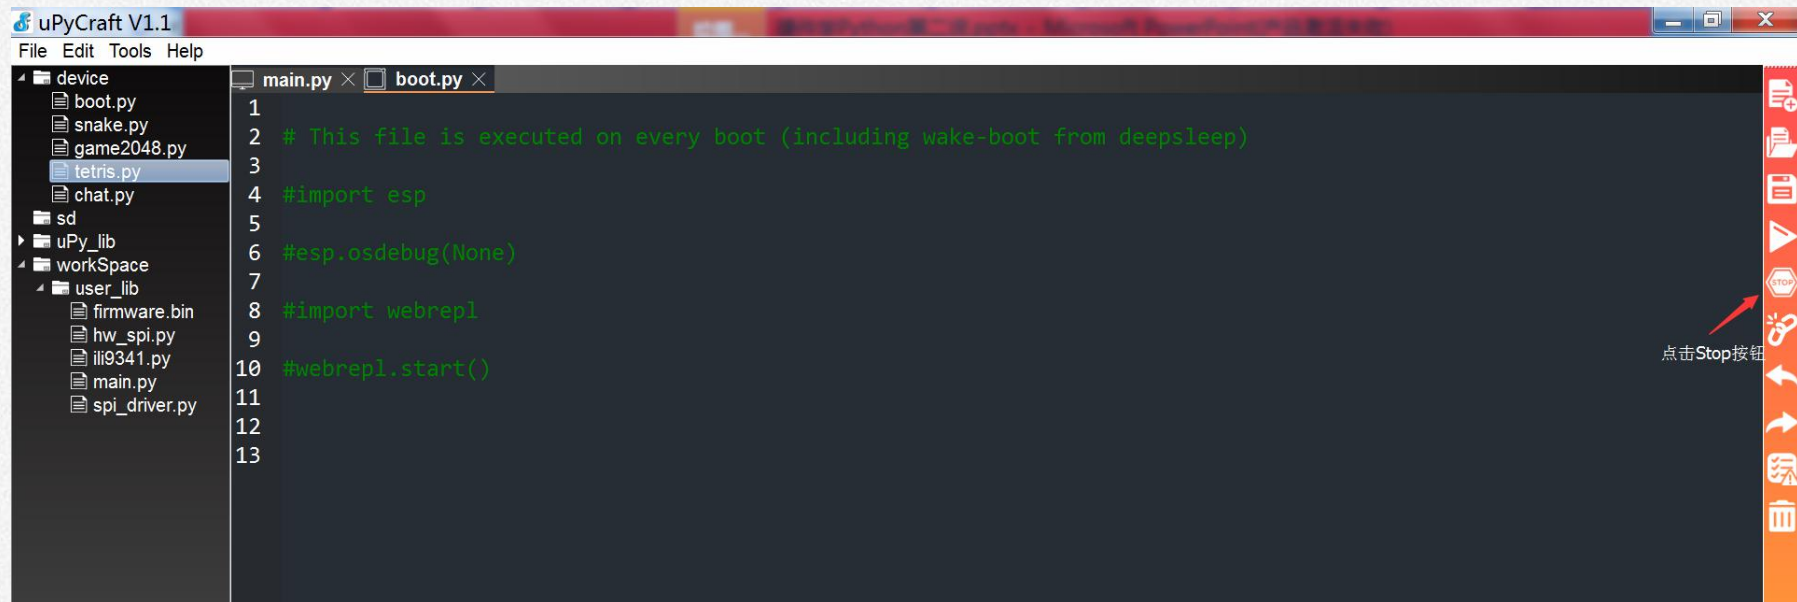 uPyCraft V1.1
File Edit Tools Help
device
boot.py
snake.py
game2048.py
tetris.py
chat.py
sd
uPy_lib
workSpace
user_lib
firmware.bin
hw_spi.py
ili9341.py
main.py
spi_driver.py
main.py
boot.py
1
2 # This file is executed on every boot (including wake-boot from deepsleep)
3
4 #import esp
5
6 #esp.osdebug(None)
7
8 #import webrepl
9
10 #webrepl.start()
11
12
13
STOP
点击Stop按钮